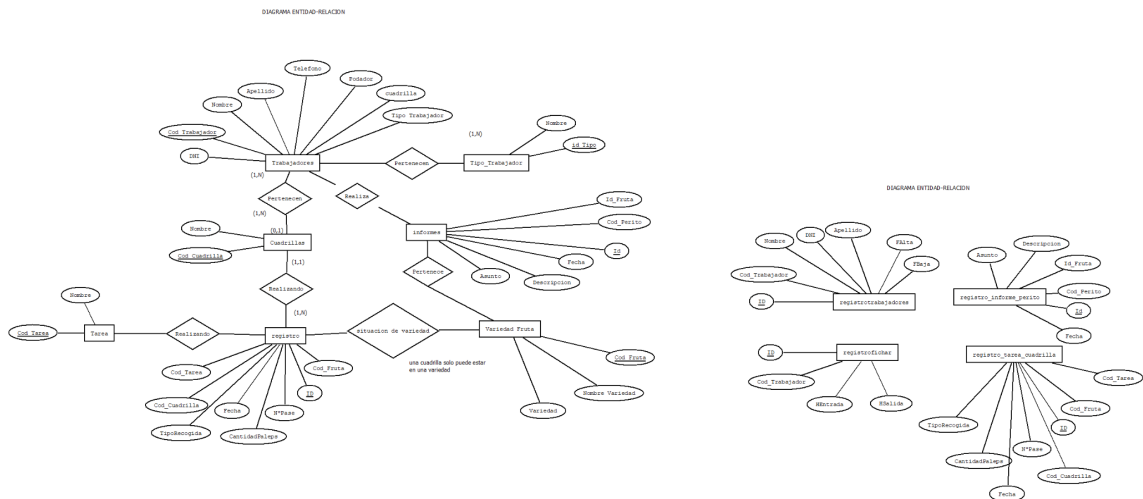 DIAGRAMA ENTIDAD-RELACION
Telefono
Podador
Apellido
cuadrilla
Nombre
Tipo Trabajador
Cod_Trabajador
DNI
Trabajadores
(1,N)
Pertenecen
(1,N)
Tipo_Trabajador
Nombre
id_Tipo
Pertenecen
(1,N)
(0,1)
Realiza
Nombre
Cod_Cuadrilla
Cuadrillas
(1,1)
informes
Id_Fruta
Cod_Perito
Id
Fecha
Descripcion
Asunto
Pertenece
Realizando
(1,N)
Nombre
Cod_Tarea
Tarea
Realizando
registro
situacion de variedad
Variedad Fruta
una cuadrilla solo puede estar
en una variedad
Cod_Fruta
Nombre Variedad
Variedad
Cod_Tarea
Cod_Fruta
ID
Cod_Cuadrilla
Fecha
NºPase
TipoRecogida
CantidadPaleps
DIAGRAMA ENTIDAD-RELACION
Apellido
DNI
FAlta
Nombre
FBaja
Cod_Trabajador
ID
registrotrabajadores
Descripcion
Asunto
Id_Fruta
Cod_Perito
registro_informe_perito
Id
Fecha
ID
registrofichar
Cod_Trabajador
HEntrada
HSalida
registro_tarea_cuadrilla
Cod_Tarea
Cod_Fruta
TipoRecogida
ID
NºPase
CantidadPaleps
Cod_Cuadrilla
Fecha